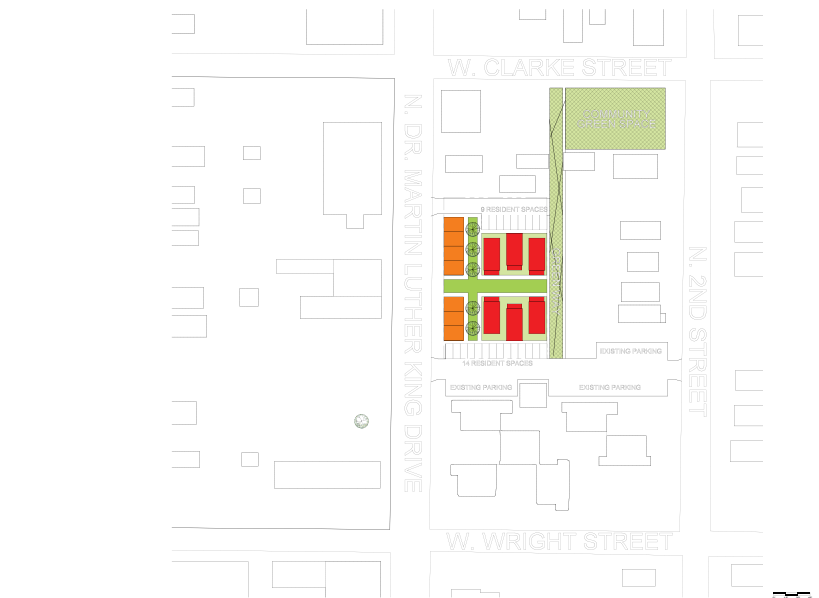 W. CLARKE STREET
N. DR. MARTIN LUTHER KING DRIVE
9 RESIDENT SPACES
N. 2ND STREET
EXISTING PARKING
14 RESIDENT SPACES
EXISTING PARKING
EXISTING PARKING
W. WRIGHT STREET